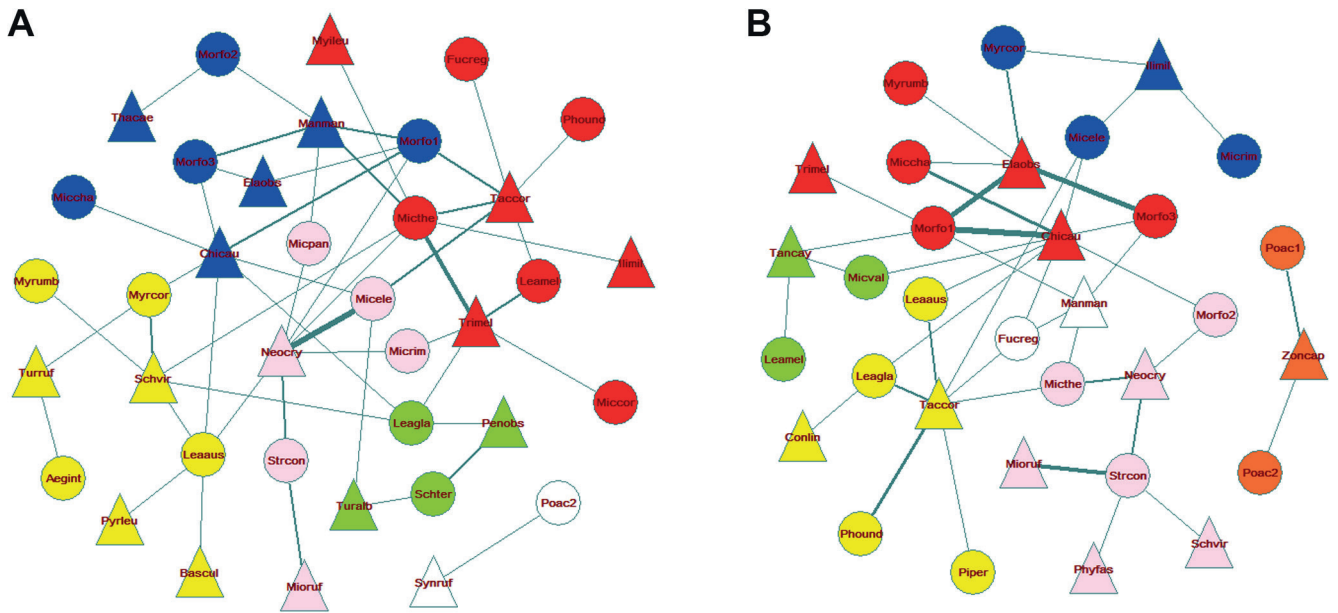 A
Morfo2
Myileu
Fucreg
Thacae
Manman
Phouno
Morfo1
Morfo3
Elaobs
Miccha
Taccor
Micthe
Micpan
Chicau
Ilimil
Myrumb
Myrcor
Micele
Leamel
Trimel
Neocry
Micrim
Turruf
Schvir
Miccor
Leagla
Penobs
Leaaus
Strcon
Aegint
Schter
Turalb
Poac2
Pyrleu
Bascul
Mioruf
Synruf
B
Myrcor
Ilimil
Myrumb
Micele
Miccha
Elaobs
Micrim
Trimel
Morfo1
Morfo3
Chicau
Tancay
Micval
Poac1
Leaaus
Manman
Morfo2
Fucreg
Leamel
Zoncap
Leagla
Micthe
Neocry
Taccor
Conlin
Mioruf
Strcon
Poac2
Phound
Schvir
Piper
Phyfas